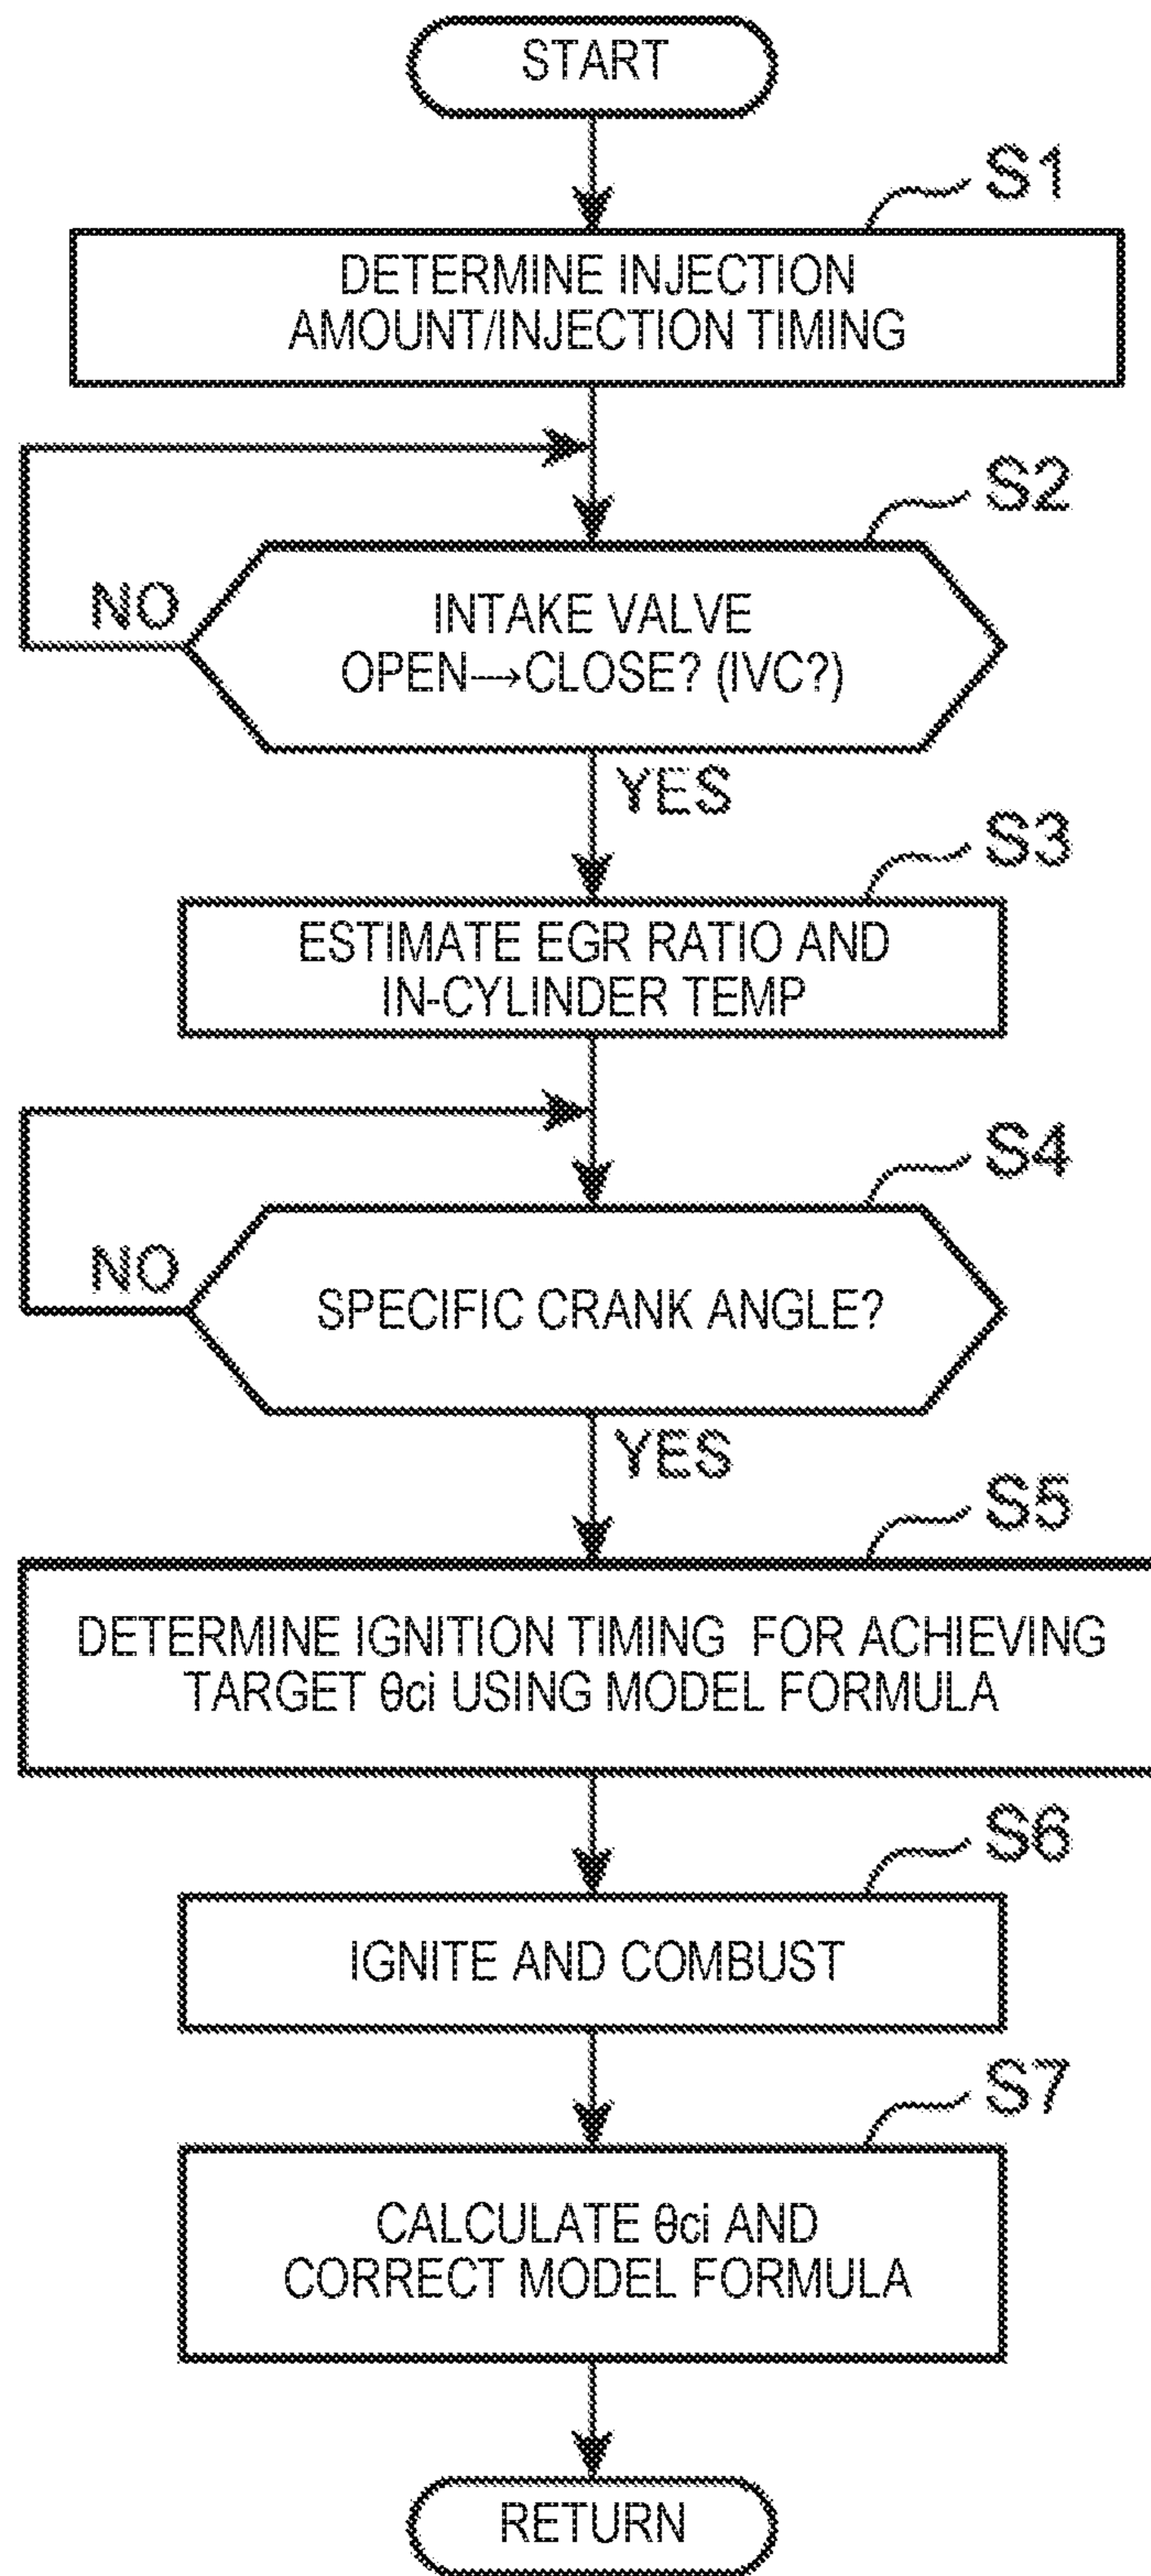 START
S1
DETERMINE INJECTION
AMOUNT/INJECTION TIMING
S2
NO
INTAKE VALVE
OPEN→CLOSE? (IVC?)
YES
S3
ESTIMATE EGR RATIO AND
IN-CYLINDER TEMP
S4
NO
SPECIFIC CRANK ANGLE?
YES
S5
DETERMINE IGNITION TIMING FOR ACHIEVING
TARGET θci USING MODEL FORMULA
S6
IGNITE AND COMBUST
S7
CALCULATE θci AND
CORRECT MODEL FORMULA
RETURN